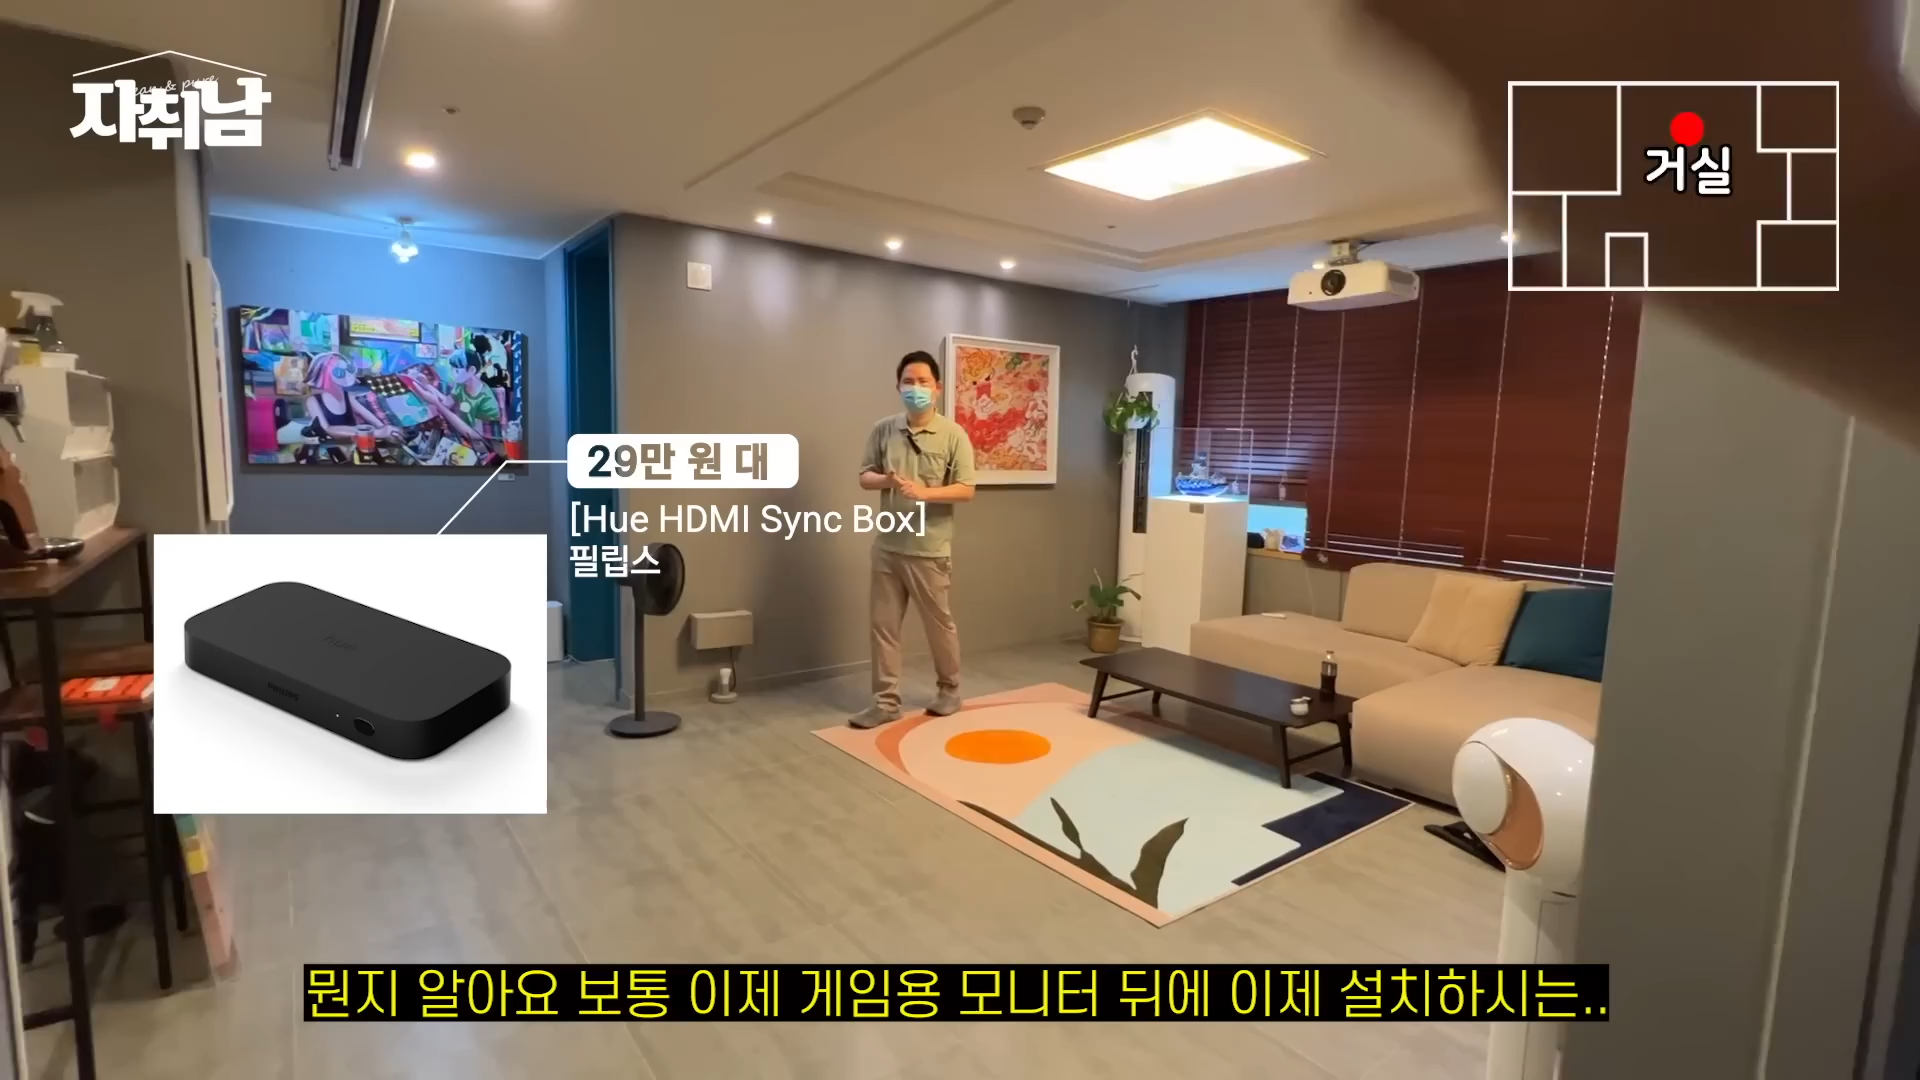 자취남
거실
29만 원 대
[Hue HDMI Sync Box]
필립스
hue
PHILIPS
뭔지 알아요 보통 이제 게임용 모니터 뒤에 이제 설치하시는..